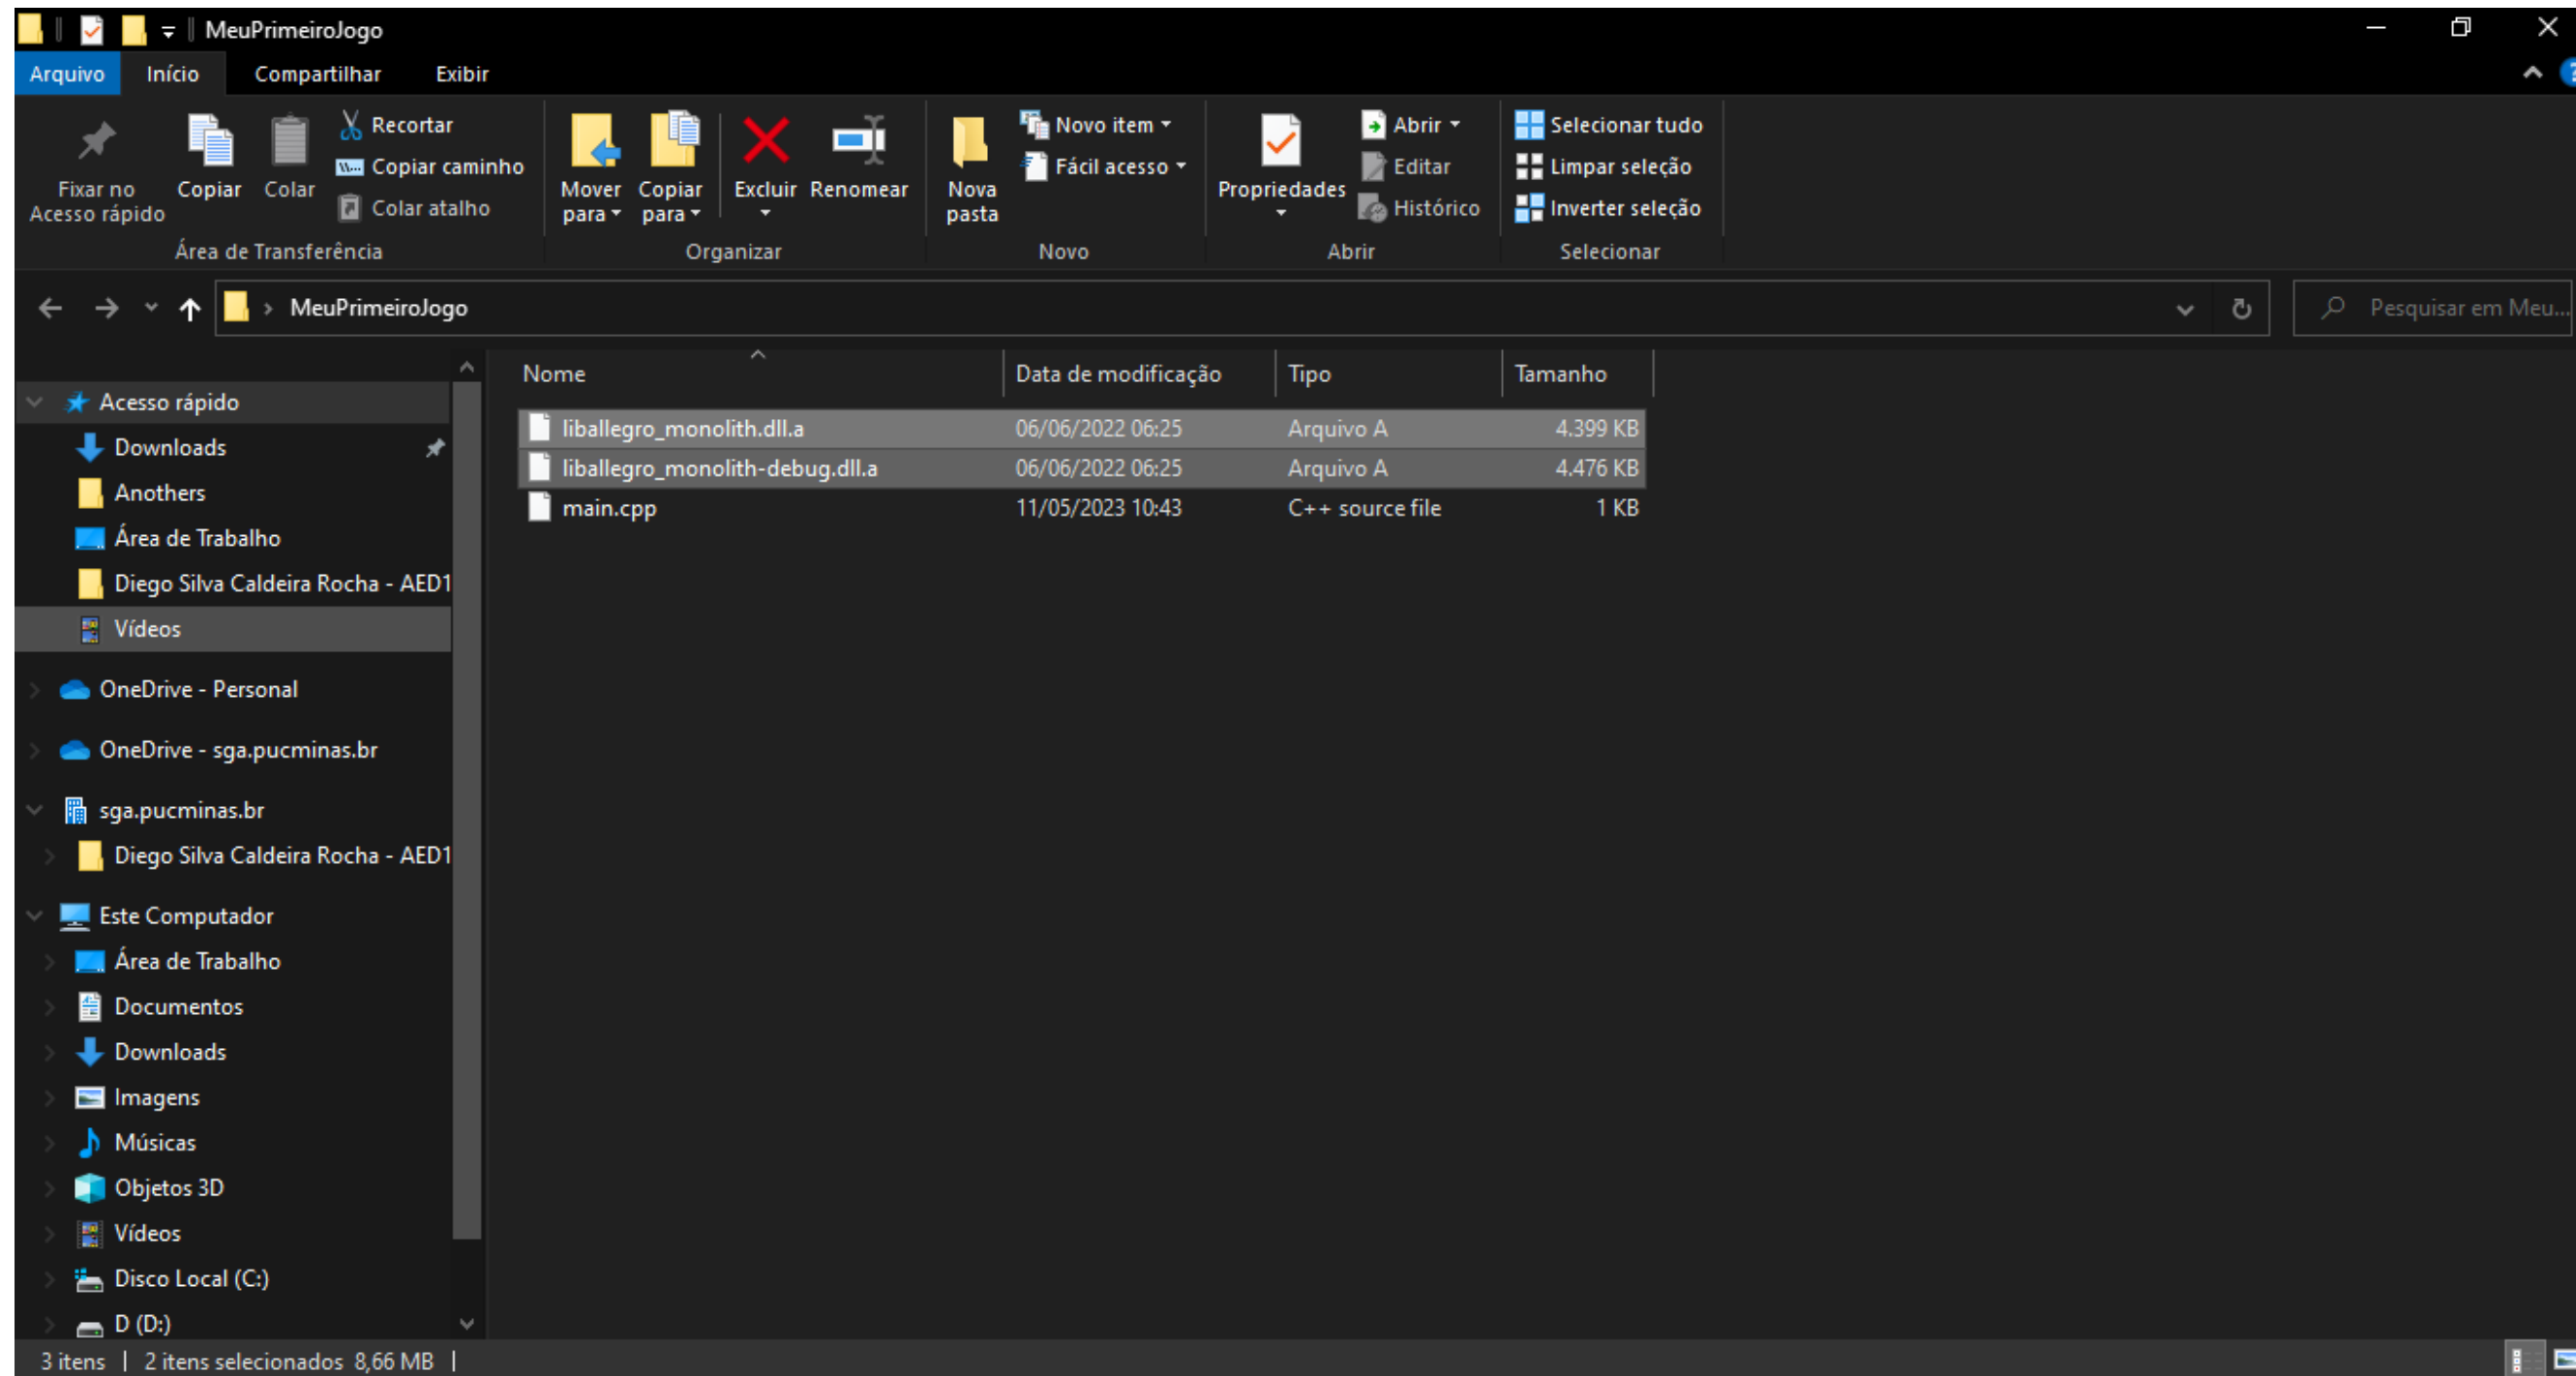 MeuPrimeiroJogo
Arquivo Início Compartilhar Exibir
Fixar no Acesso rápido
Copiar
Colar
Recortar
Copiar caminho
Colar atalho
Mover para
Copiar para
Excluir
Renomear
Nova pasta
Novo item
Fácil acesso
Propriedades
Abrir
Editar
Histórico
Selecionar tudo
Limpar seleção
Inverter seleção
Área de Transferência Organizar Novo Abrir Selecionar
MeuPrimeiroJogo Pesquisar em Meu...
Nome Data de modificação Tipo Tamanho
liballegro_monolith.dll.a 06/06/2022 06:25 Arquivo A 4.399 KB
liballegro_monolith-debug.dll.a 06/06/2022 06:25 Arquivo A 4.476 KB
main.cpp 11/05/2023 10:43 C++ source file 1 KB
Acesso rápido
Downloads
Anothers
Área de Trabalho
Diego Silva Caldeira Rocha - AED1
Vídeos
OneDrive - Personal
OneDrive - sga.pucminas.br
sga.pucminas.br
Diego Silva Caldeira Rocha - AED1
Este Computador
Área de Trabalho
Documentos
Downloads
Imagens
Músicas
Objetos 3D
Vídeos
Disco Local (C:)
D (D:)
3 itens 2 itens selecionados 8,66 MB